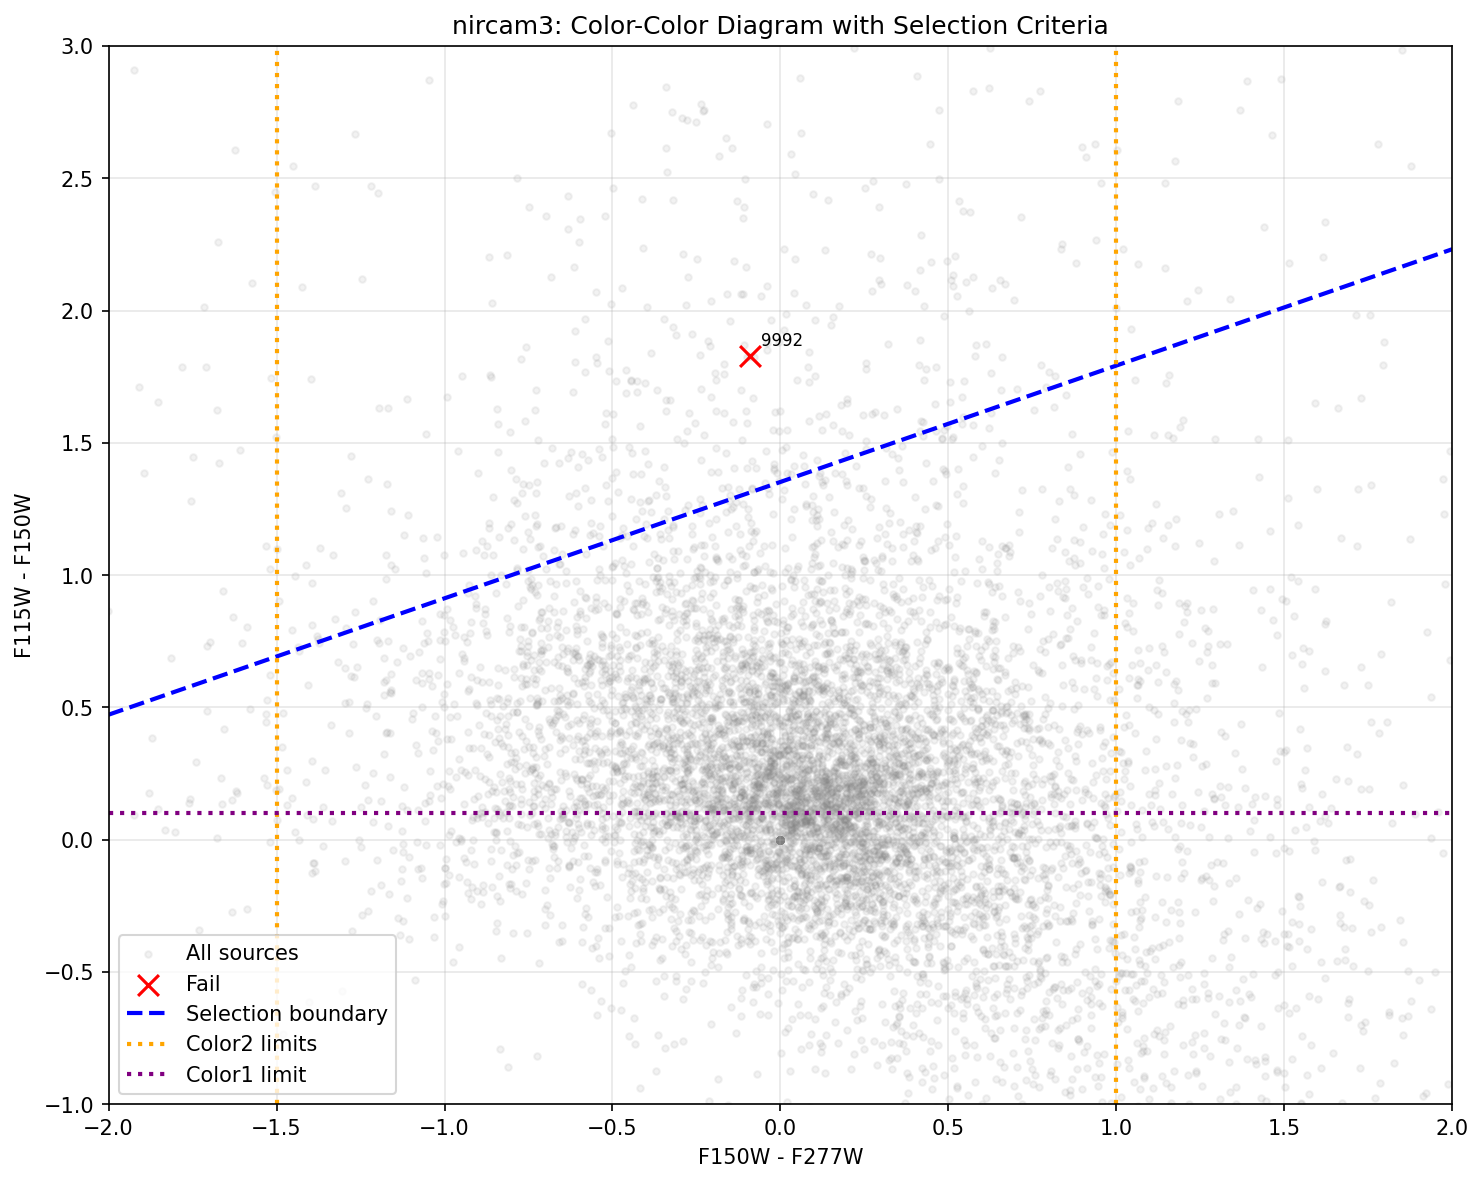 nircam3: Color-Color Diagram with Selection Criteria
3.0
2.5
2.0
1.5
1.0
0.5
0.0
−0.5
−1.0
F115W - F150W
9992
All sources
Fail
Selection boundary
Color2 limits
Color1 limit
−2.0 −1.5 −1.0 −0.5 0.0 0.5 1.0 1.5 2.0
F150W - F277W